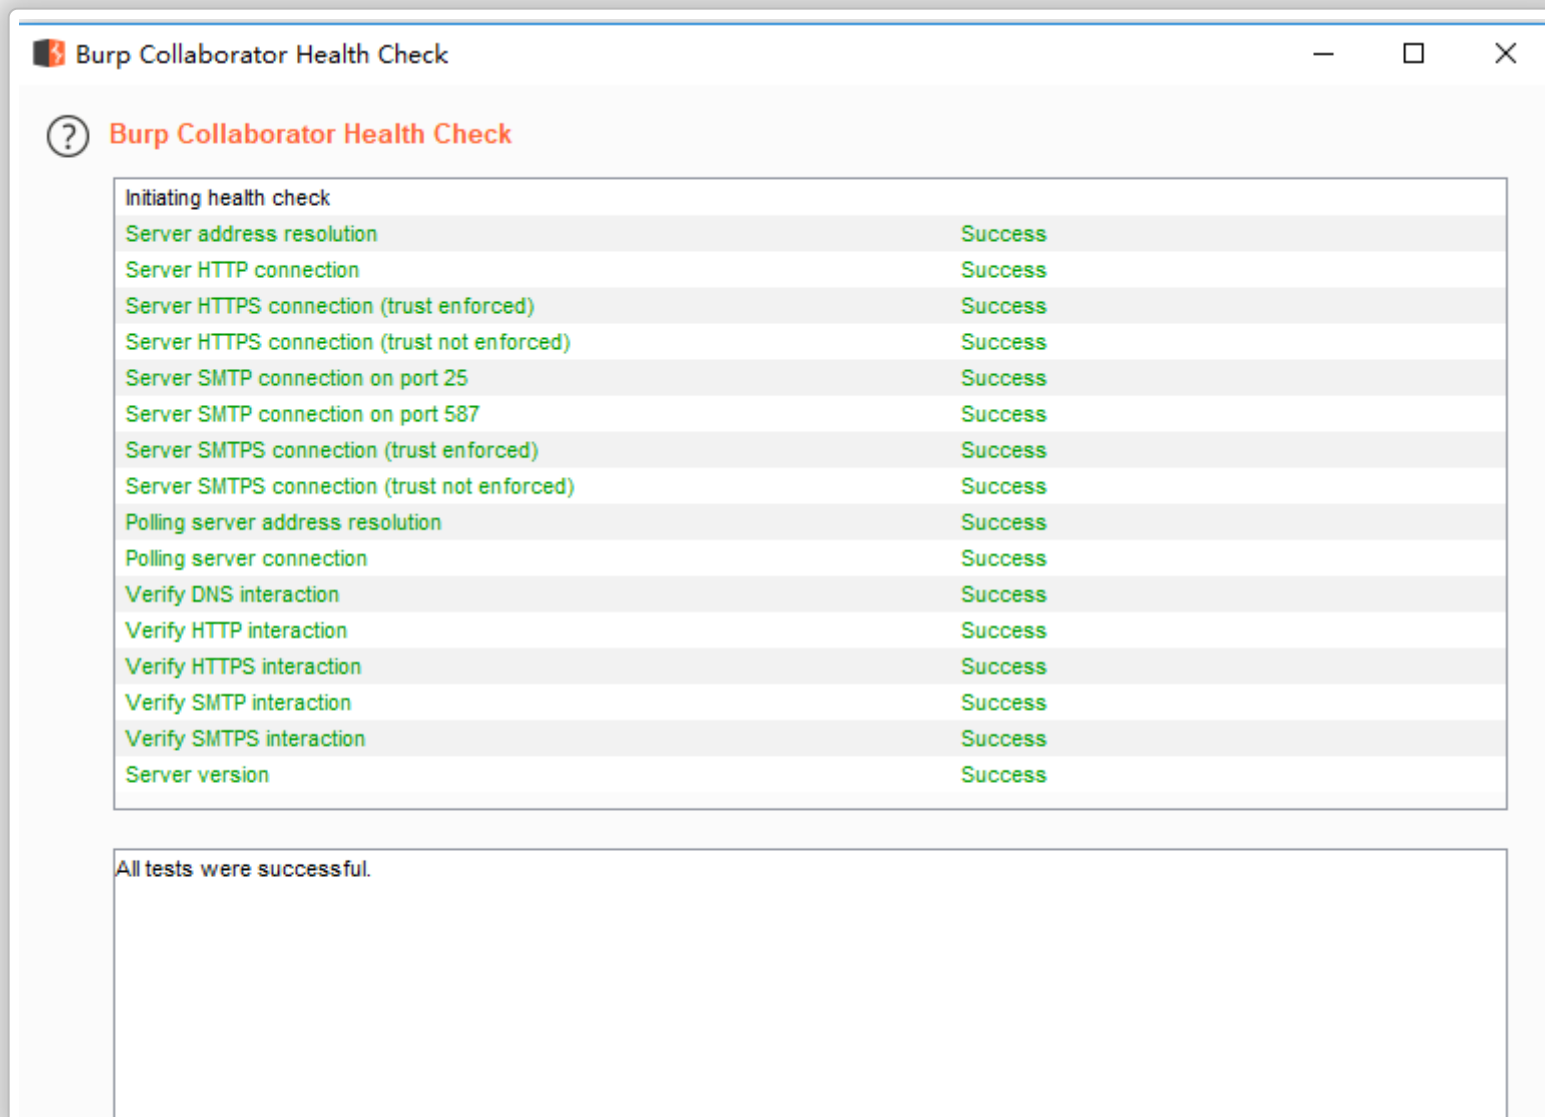 Burp Collaborator Health Check
Burp Collaborator Health Check
Initiating health check
Server address resolution Success
Server HTTP connection Success
Server HTTPS connection (trust enforced) Success
Server HTTPS connection (trust not enforced) Success
Server SMTP connection on port 25 Success
Server SMTP connection on port 587 Success
Server SMTPS connection (trust enforced) Success
Server SMTPS connection (trust not enforced) Success
Polling server address resolution Success
Polling server connection Success
Verify DNS interaction Success
Verify HTTP interaction Success
Verify HTTPS interaction Success
Verify SMTP interaction Success
Verify SMTPS interaction Success
Server version Success
All tests were successful.